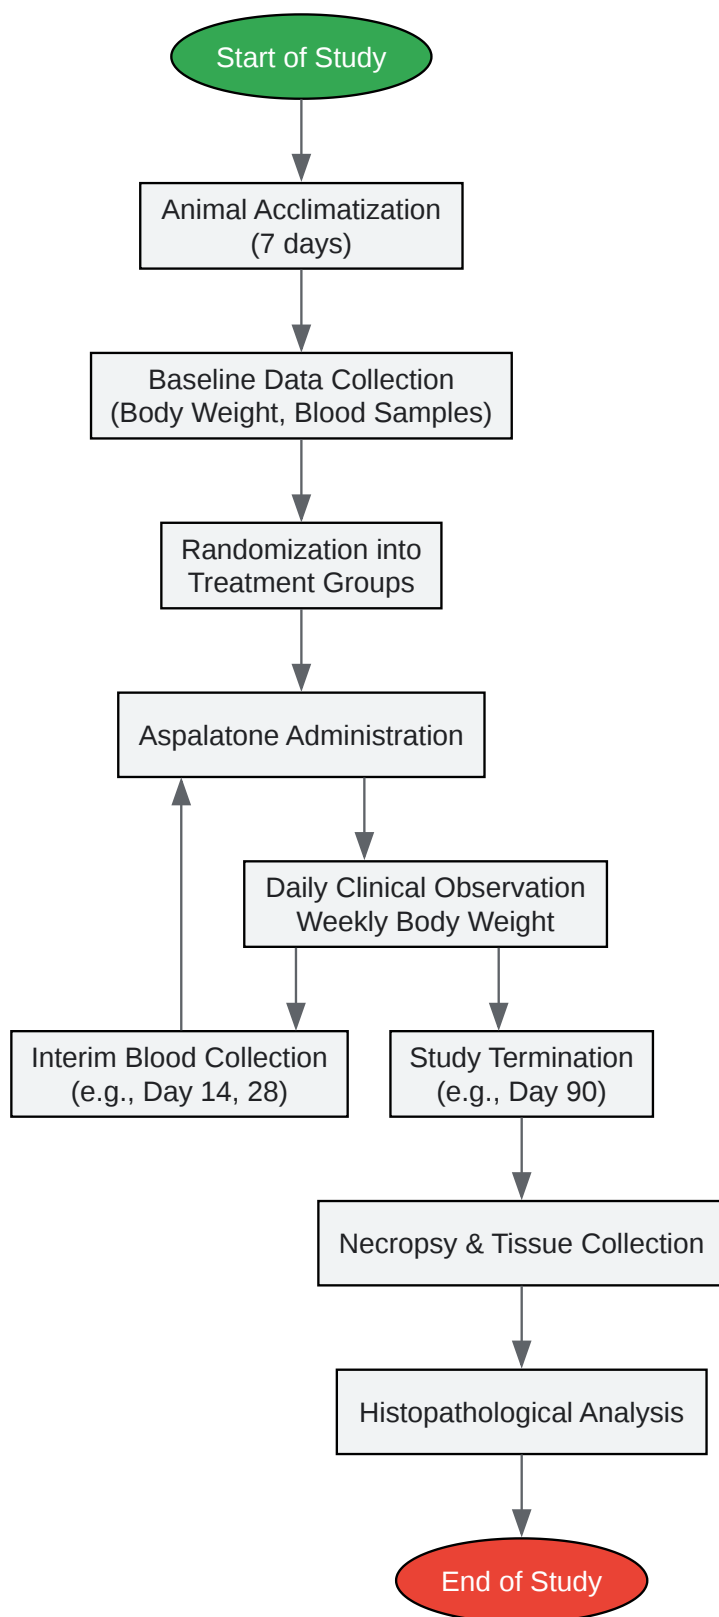 Start of Study
Animal Acclimatization
(7 days)
Baseline Data Collection
(Body Weight, Blood Samples)
Randomization into
Treatment Groups
Aspalatone Administration
Daily Clinical Observation
Weekly Body Weight
Interim Blood Collection
(e.g., Day 14, 28)
Study Termination
(e.g., Day 90)
Necropsy & Tissue Collection
Histopathological Analysis
End of Study